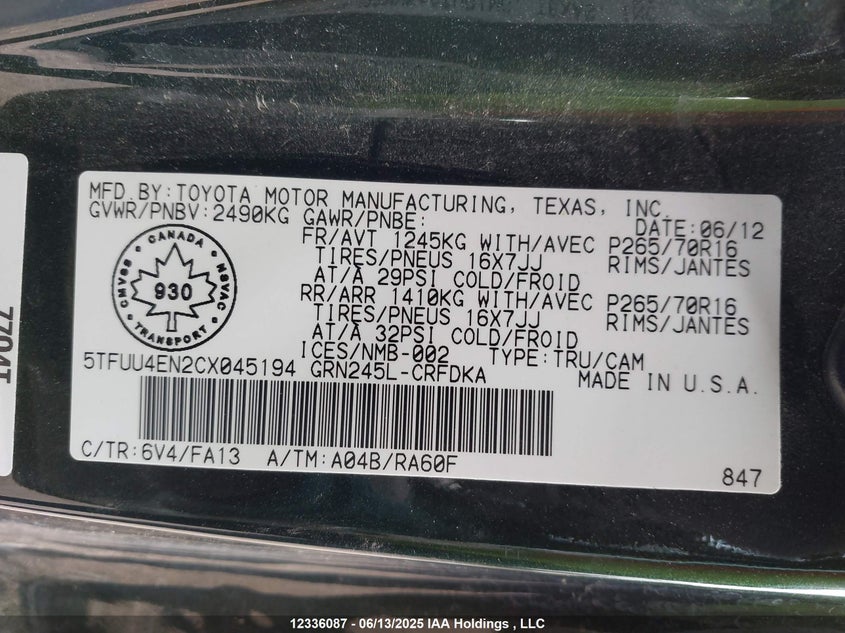 MFD.BY:TOYOTA MOTOR MANUFACTURING, TEXAS, INC.
GVWR/PNBV:2490KG GAWR/PNBE: DATE:06/12
FR/AVT 1245KG WITH/AVEC P265/70R16
TIRES/PNEUS 16X7JJ RIMS/JANTES
AT/À 29PSI COLD/FROID
RR/ARR 1410KG WITH/AVEC P265/70R16
TIRES/PNEUS 16X7JJ RIMS/JANTES
AT/À 32PSI COLD/FROID
ICES/NMB-002 TYPE:TRU/CAM
CANADA
CMVSS 930 NSVAC
TRANSPORT
5TFUU4EN2CX045194 GRN245L-CRFDKA MADE IN U.S.A.
C/TR:6V4/FA13 A/TM:A04B/RA60F
847
12336087 - 06/13/2025 IAA Holdings , LLC